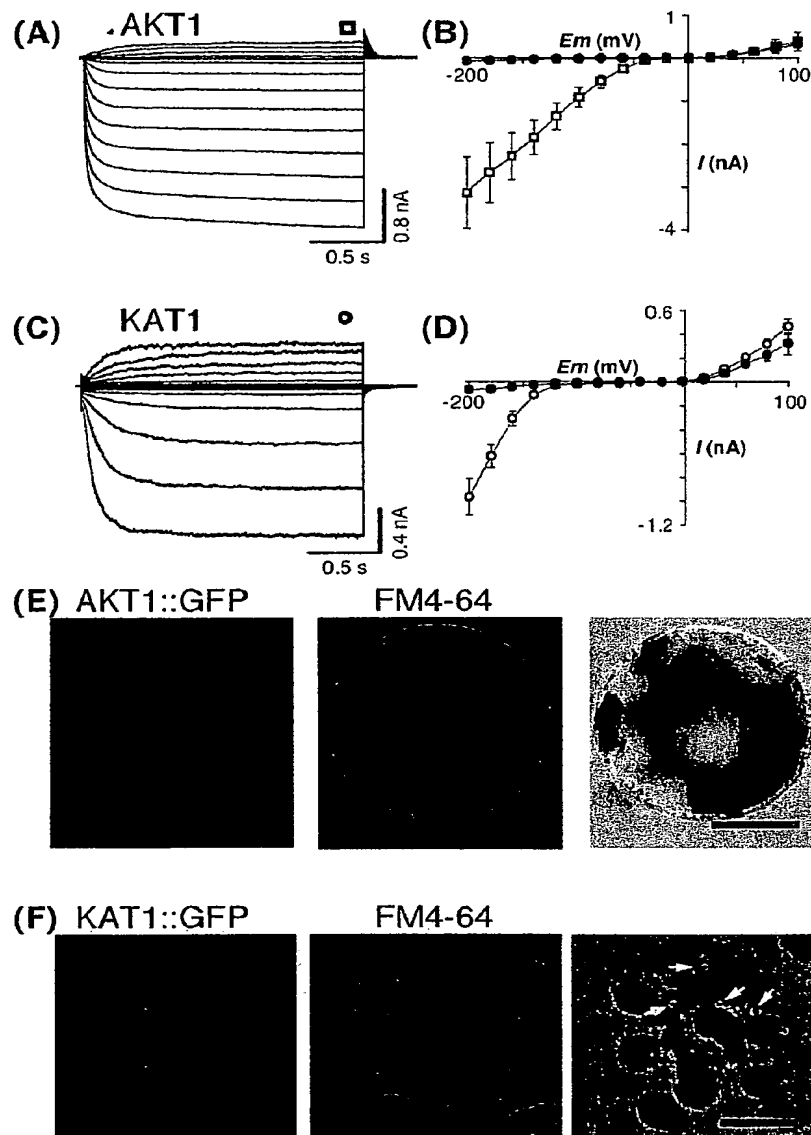 (A) AKT1
0.8 nA
0.5 s
(B)
1
Em (mV)
-200
100
I (nA)
-4
(C) KAT1
0.4 nA
0.5 s
(D)
0.6
Em (mV)
-200
100
I (nA)
-1.2
(E) AKT1::GFP FM4-64
(F) KAT1::GFP FM4-64